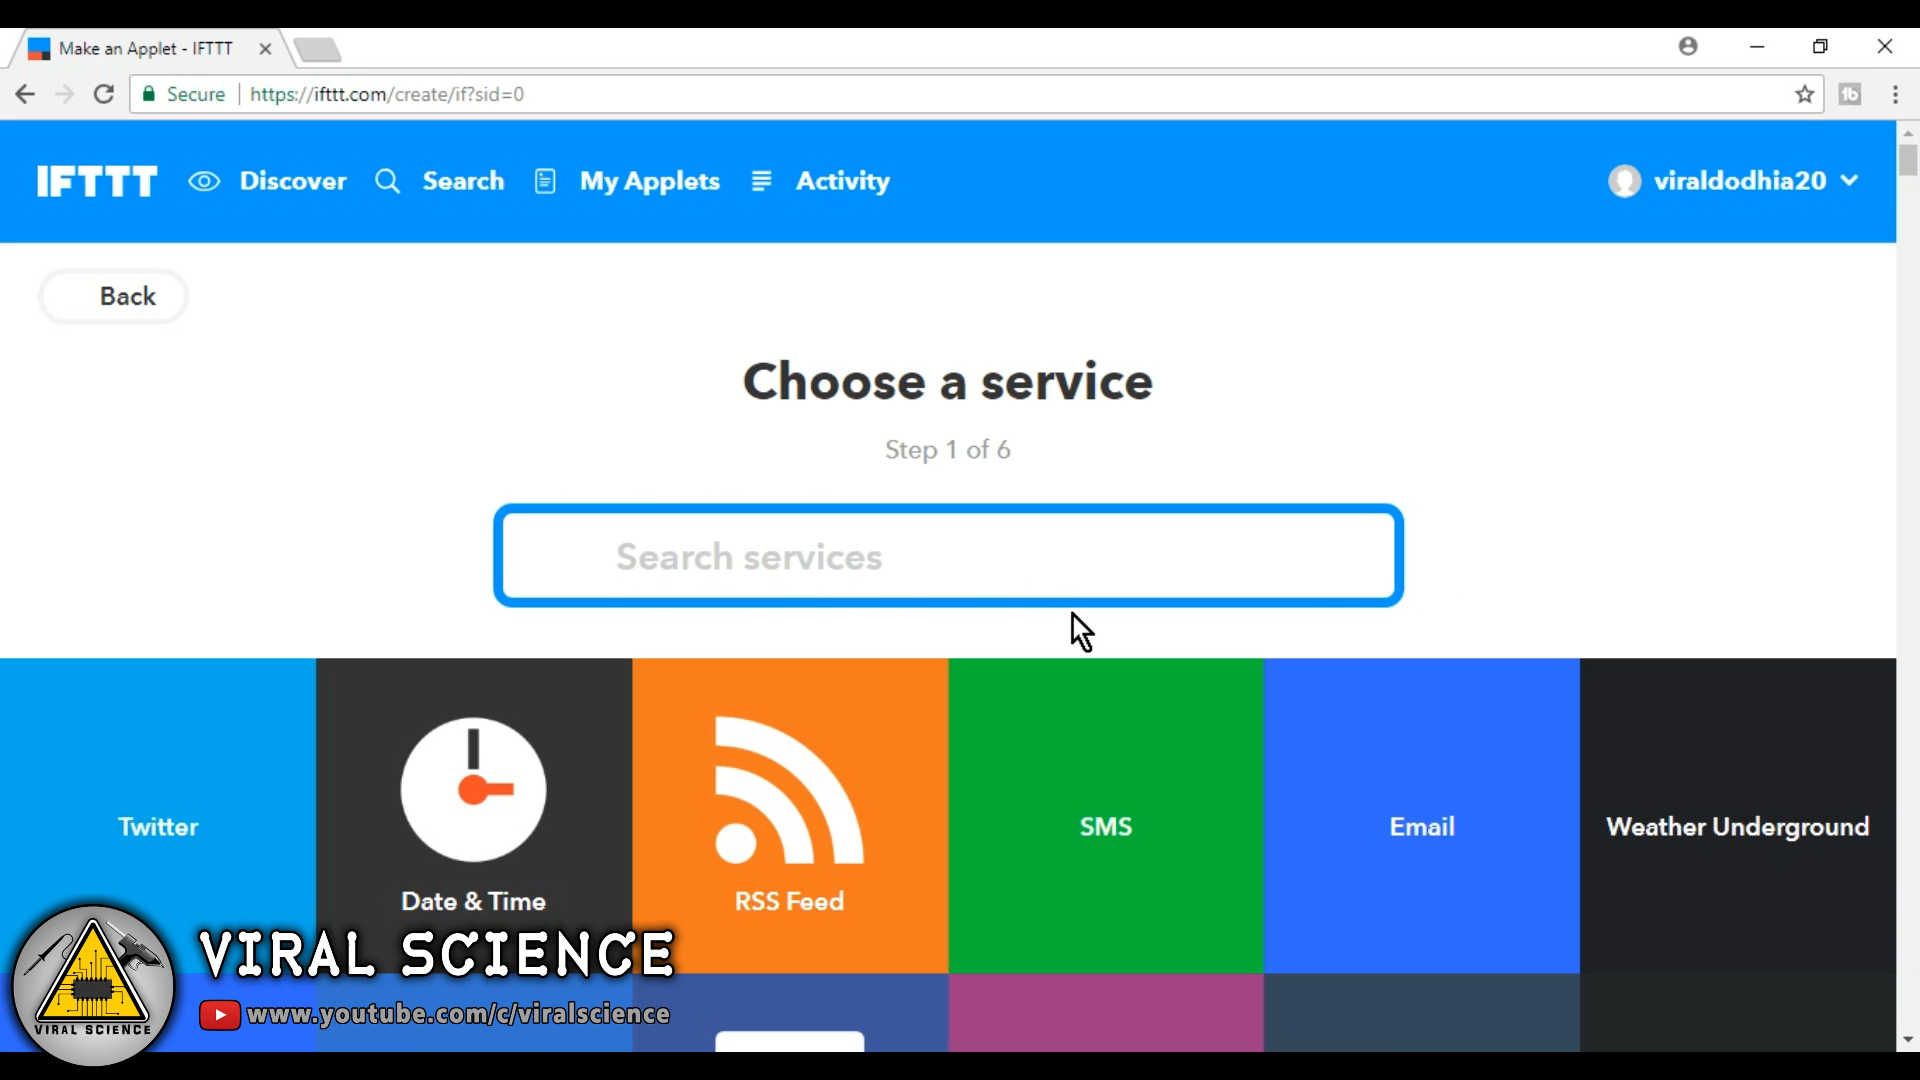 Make an Applet - IFTTT
Secure https://ifttt.com/create/if?sid=0
IFTTT Discover Search My Applets Activity viraldodhia20
Back
Choose a service
Step 1 of 6
Search services
Twitter
Date & Time
RSS Feed
SMS
Email
Weather Underground
VIRAL SCIENCE
www.youtube.com/c/viralscience
VIRAL SCIENCE